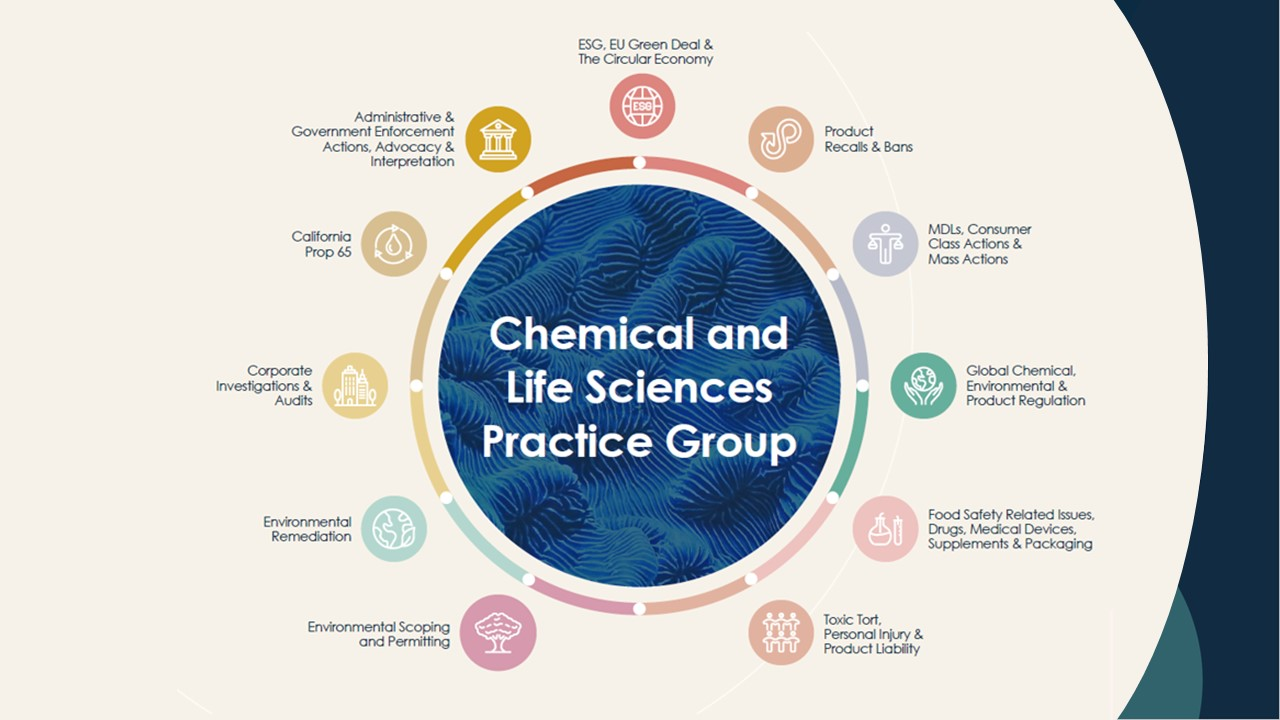 ESG, EU Green Deal &
The Circular Economy
ESG
Product
Recalls & Bans
MDLs, Consumer
Class Actions &
Mass Actions
Global Chemical,
Environmental &
Product Regulation
Food Safety Related Issues,
Drugs, Medical Devices,
Supplements & Packaging
Toxic Tort,
Personal Injury &
Product Liability
Environmental Scoping
and Permitting
Environmental
Remediation
Corporate
Investigations &
Audits
California
Prop 65
Administrative &
Government Enforcement
Actions, Advocacy &
Interpretation
Chemical and
Life Sciences
Practice Group